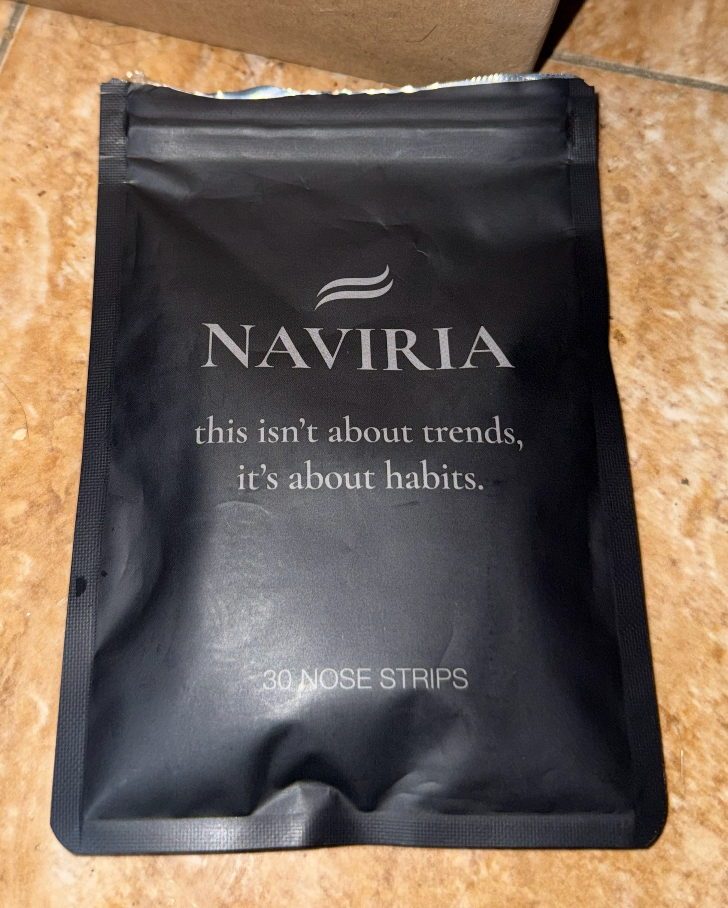 NAVIRIA
this isn't about trends,
it's about habits.
30 NOSE STRIPS